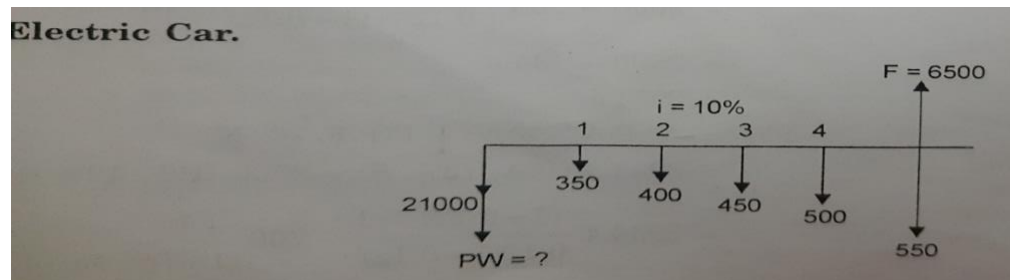 Electric Car.
F = 6500
i = 10%
1 2 3 4
350
400
450
500
21000
550
PW = ?